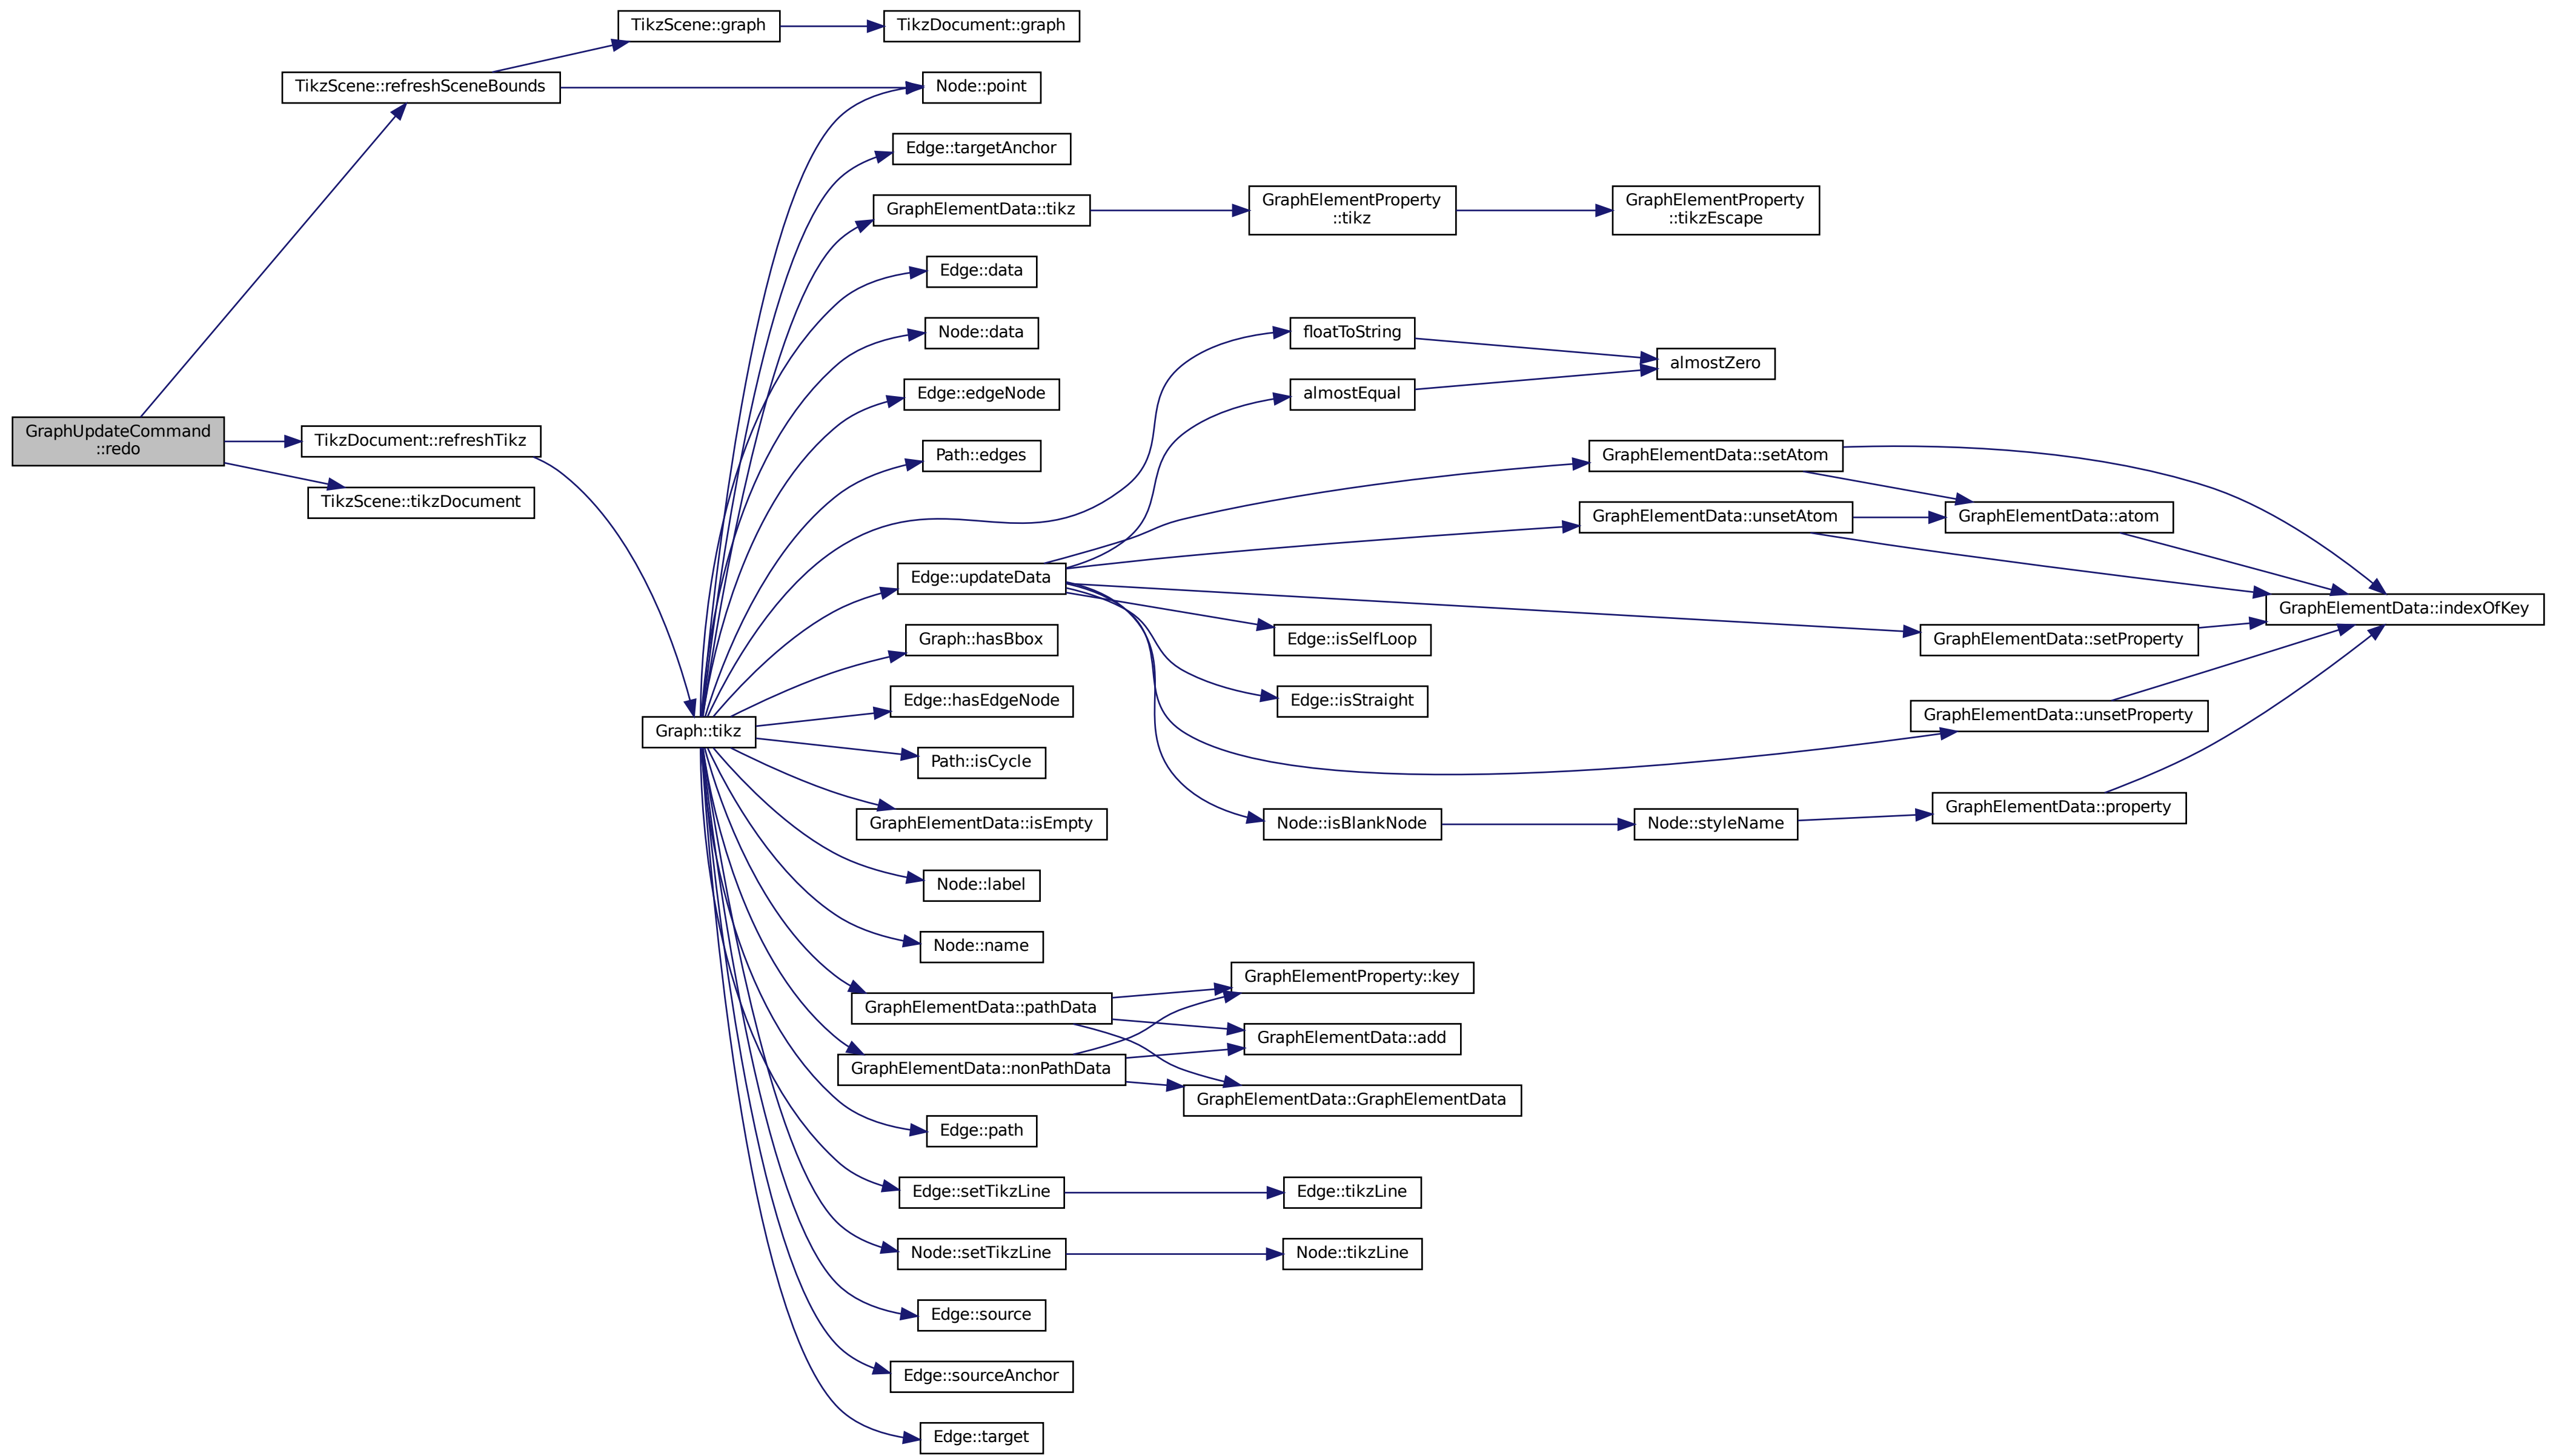 TikzScene::graph
TikzDocument::graph
TikzScene::refreshSceneBounds
Node::point
Edge::targetAnchor
GraphElementData::tikz
GraphElementProperty
::tikz
GraphElementProperty
::tikzEscape
Edge::data
Node::data
floatToString
almostZero
Edge::edgeNode
almostEqual
GraphUpdateCommand
::redo
TikzDocument::refreshTikz
Path::edges
GraphElementData::setAtom
TikzScene::tikzDocument
GraphElementData::unsetAtom
GraphElementData::atom
Edge::updateData
GraphElementData::indexOfKey
Graph::hasBbox
Edge::isSelfLoop
GraphElementData::setProperty
Edge::hasEdgeNode
Edge::isStraight
GraphElementData::unsetProperty
Graph::tikz
Path::isCycle
GraphElementData::isEmpty
Node::isBlankNode
Node::styleName
GraphElementData::property
Node::label
Node::name
GraphElementProperty::key
GraphElementData::pathData
GraphElementData::add
GraphElementData::nonPathData
GraphElementData::GraphElementData
Edge::path
Edge::setTikzLine
Edge::tikzLine
Node::setTikzLine
Node::tikzLine
Edge::source
Edge::sourceAnchor
Edge::target